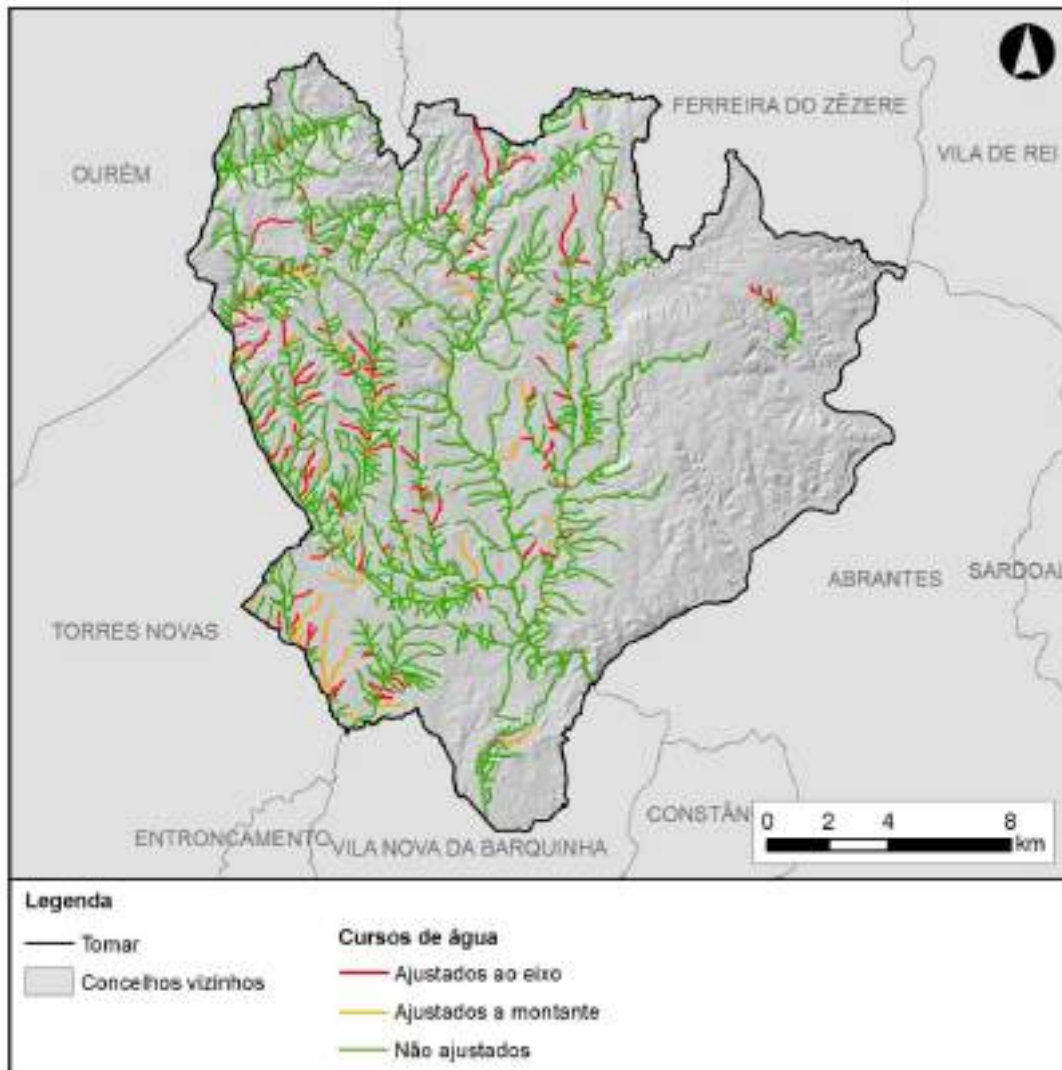 FERREIRA DO ZÊZERE
VILA DE REI
OURÉM
ABRANTES
SARDOAL
TORRES NOVAS
CONSTÂN
ENTRONCAMENTO
VILA NOVA DA BARQUINHA
0 2 4 8
km
Legenda
Tomar
Concelhos vizinhos
Cursos de água
Ajustados ao eixo
Ajustados a montante
Não ajustados